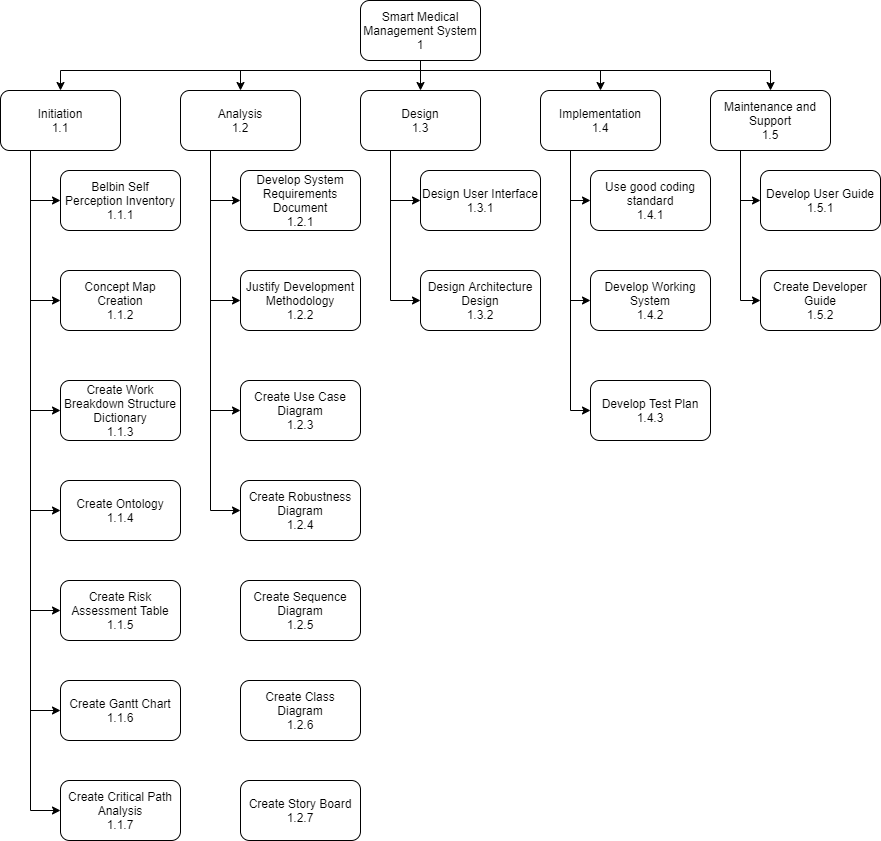 Smart Medical
Management System
1
Initiation
1.1
Analysis
1.2
Design
1.3
Implementation
1.4
Maintenance and
Support
1.5
Belbin Self
Perception Inventory
1.1.1
Develop System
Requirements
Document
1.2.1
Design User Interface
1.3.1
Use good coding
standard
1.4.1
Develop User Guide
1.5.1
Concept Map
Creation
1.1.2
Justify Development
Methodology
1.2.2
Design Architecture
Design
1.3.2
Develop Working
System
1.4.2
Create Developer
Guide
1.5.2
Create Work
Breakdown Structure
Dictionary
1.1.3
Create Use Case
Diagram
1.2.3
Develop Test Plan
1.4.3
Create Ontology
1.1.4
Create Robustness
Diagram
1.2.4
Create Risk
Assessment Table
1.1.5
Create Sequence
Diagram
1.2.5
Create Gantt Chart
1.1.6
Create Class
Diagram
1.2.6
Create Critical Path
Analysis
1.1.7
Create Story Board
1.2.7